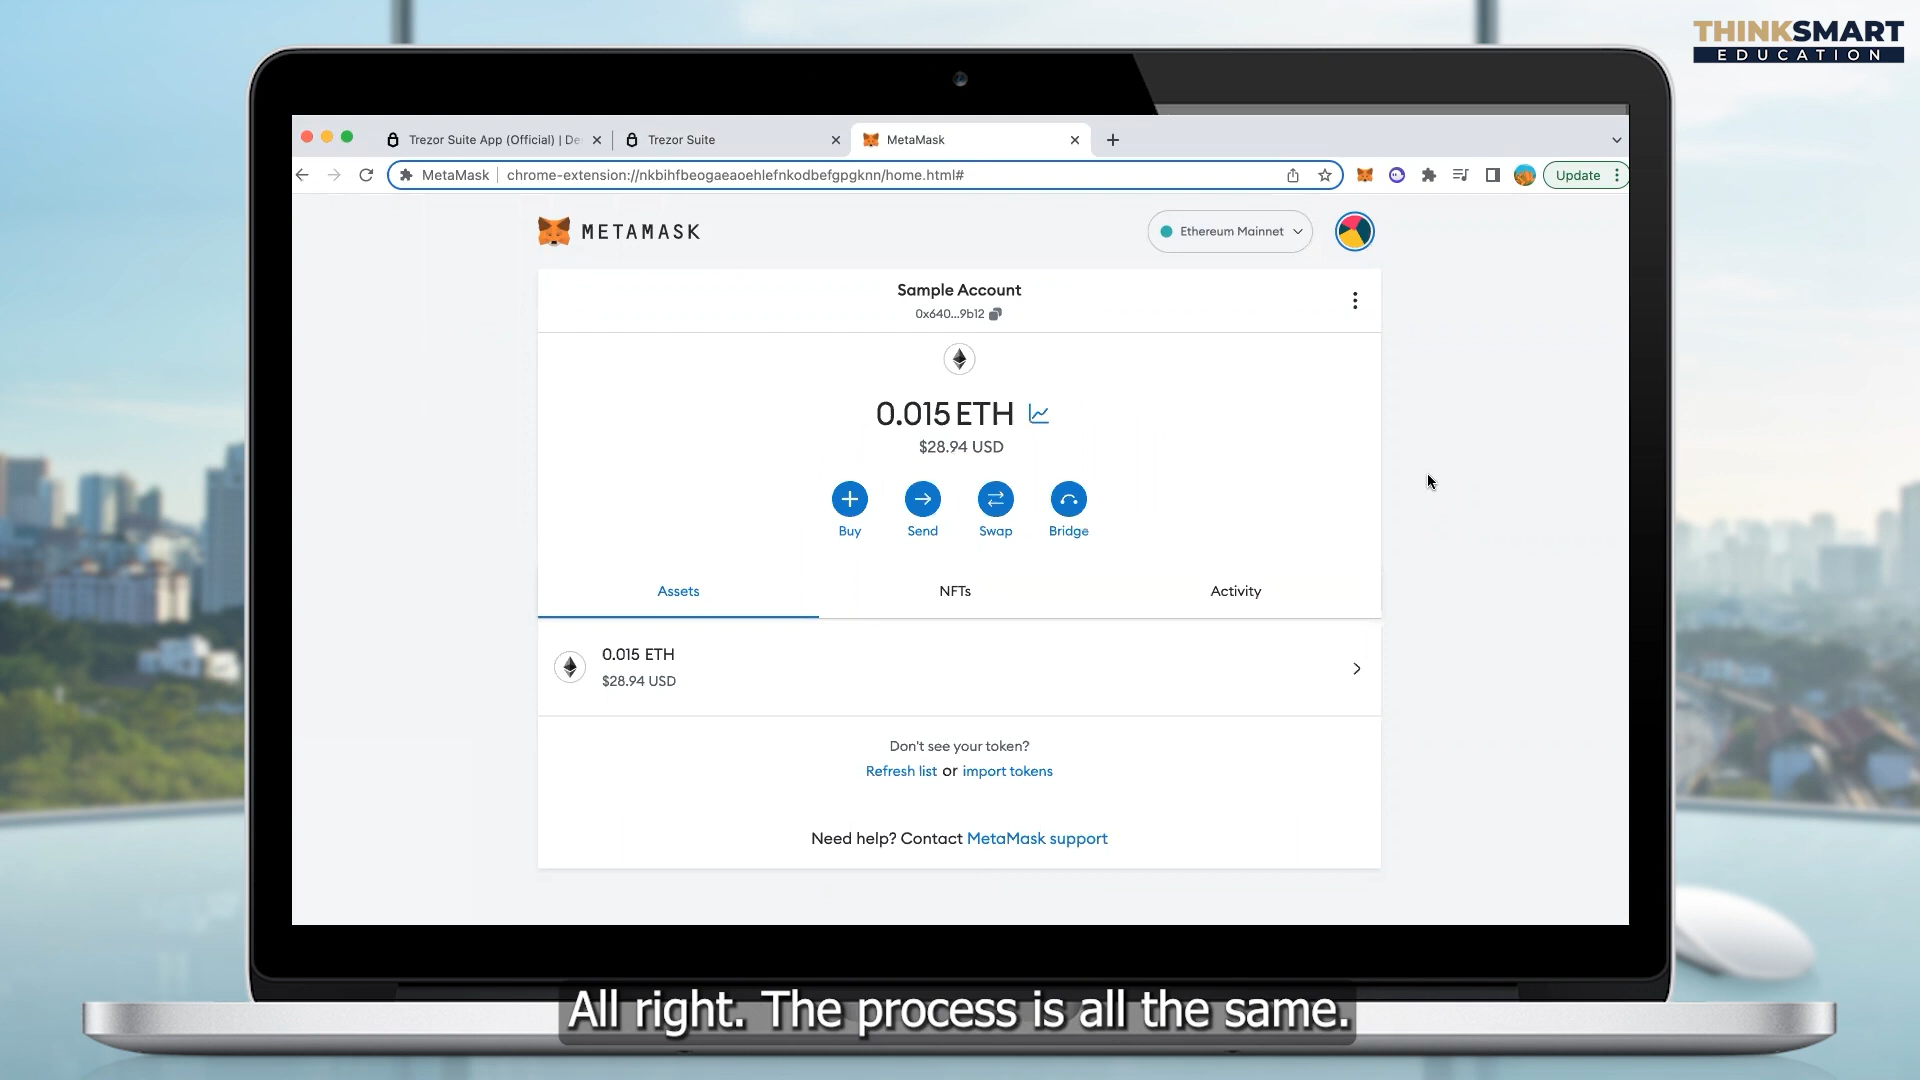 THINKSMART
EDUCATION
Trezor Suite App (Official) | De
Trezor Suite
MetaMask
MetaMask
chrome-extension://nkbihfbeogaeaoehlefnkodbefgpgknn/home.html#
Update
METAMASK
Ethereum Mainnet
Sample Account
0x640...9b12
0.015 ETH
$28.94 USD
Buy
Send
Swap
Bridge
Assets
NFTs
Activity
0.015 ETH
$28.94 USD
Don't see your token?
Refresh list or import tokens
Need help? Contact MetaMask support
All right. The process is all the same.